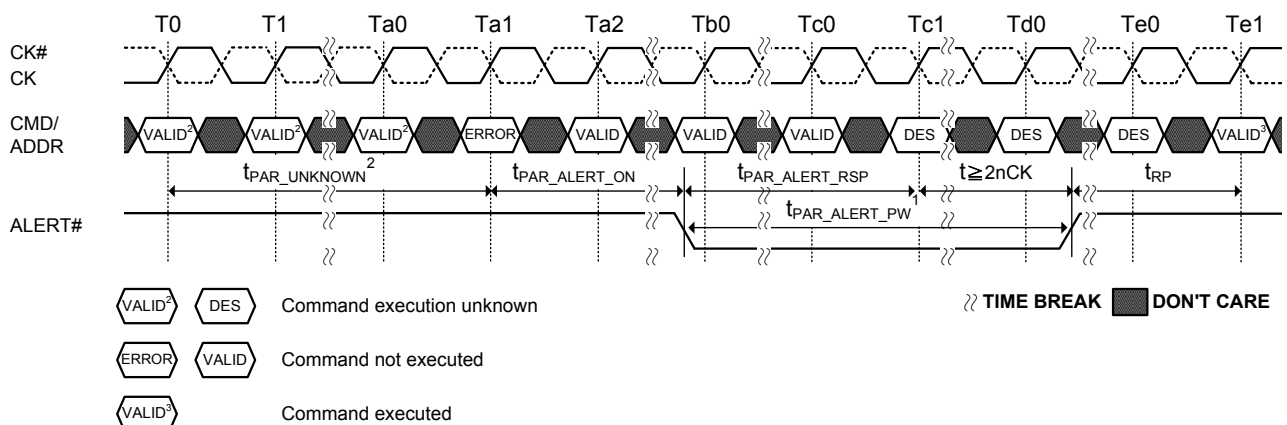 T0 T1 Ta0 Ta1 Ta2 Tb0 Tc0 Tc1 Td0 Te0 Te1
CK#
CK
CMD/
ADDR
VALID² VALID² VALID² ERROR VALID VALID VALID DES DES DES VALID³
tPAR_UNKNOWN² tPAR_ALERT_ON tPAR_ALERT_RSP t≧2nCK tRP
tPAR_ALERT_PW¹
ALERT#
VALID² DES Command execution unknown
TIME BREAK DON'T CARE
ERROR VALID Command not executed
VALID³ Command executed